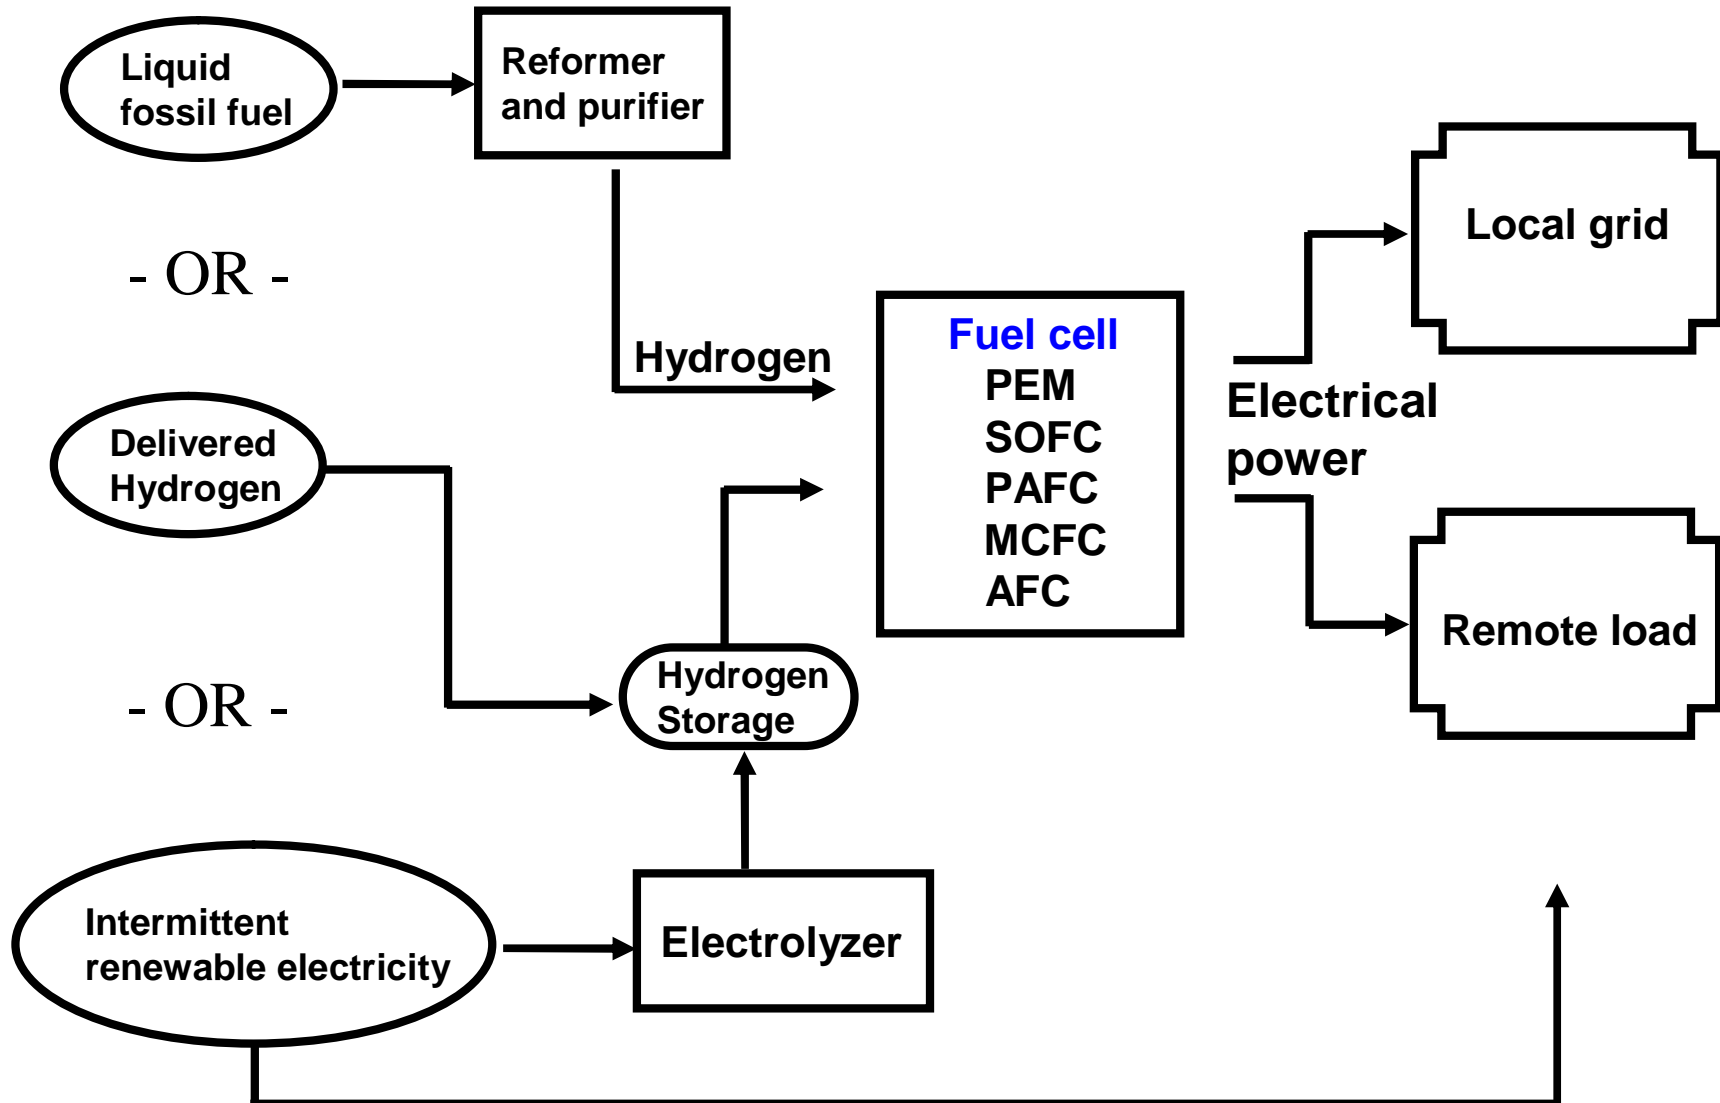 Liquid
fossil fuel
Reformer
and purifier
- OR -
Local grid
Hydrogen
Fuel cell
PEM
SOFC
PAFC
MCFC
AFC
Electrical
power
Delivered
Hydrogen
Remote load
- OR -
Hydrogen
Storage
Intermittent
renewable electricity
Electrolyzer